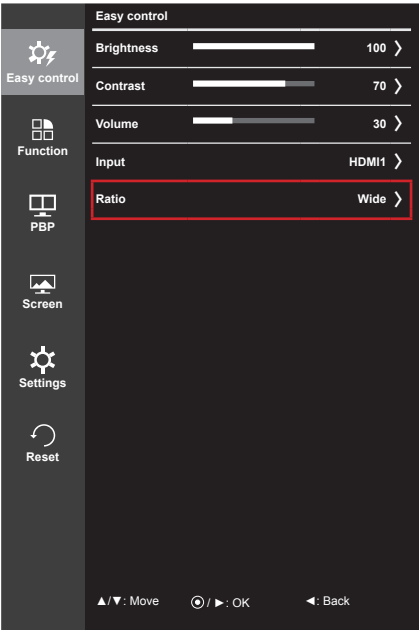 Easy control
Easy control
Function
PBP
Screen
Settings
Reset
Brightness 100 〉
Contrast 70 〉
Volume 30 〉
Input HDMI1 〉
Ratio Wide 〉
▲/▼: Move ◉ / ►: OK ◄: Back